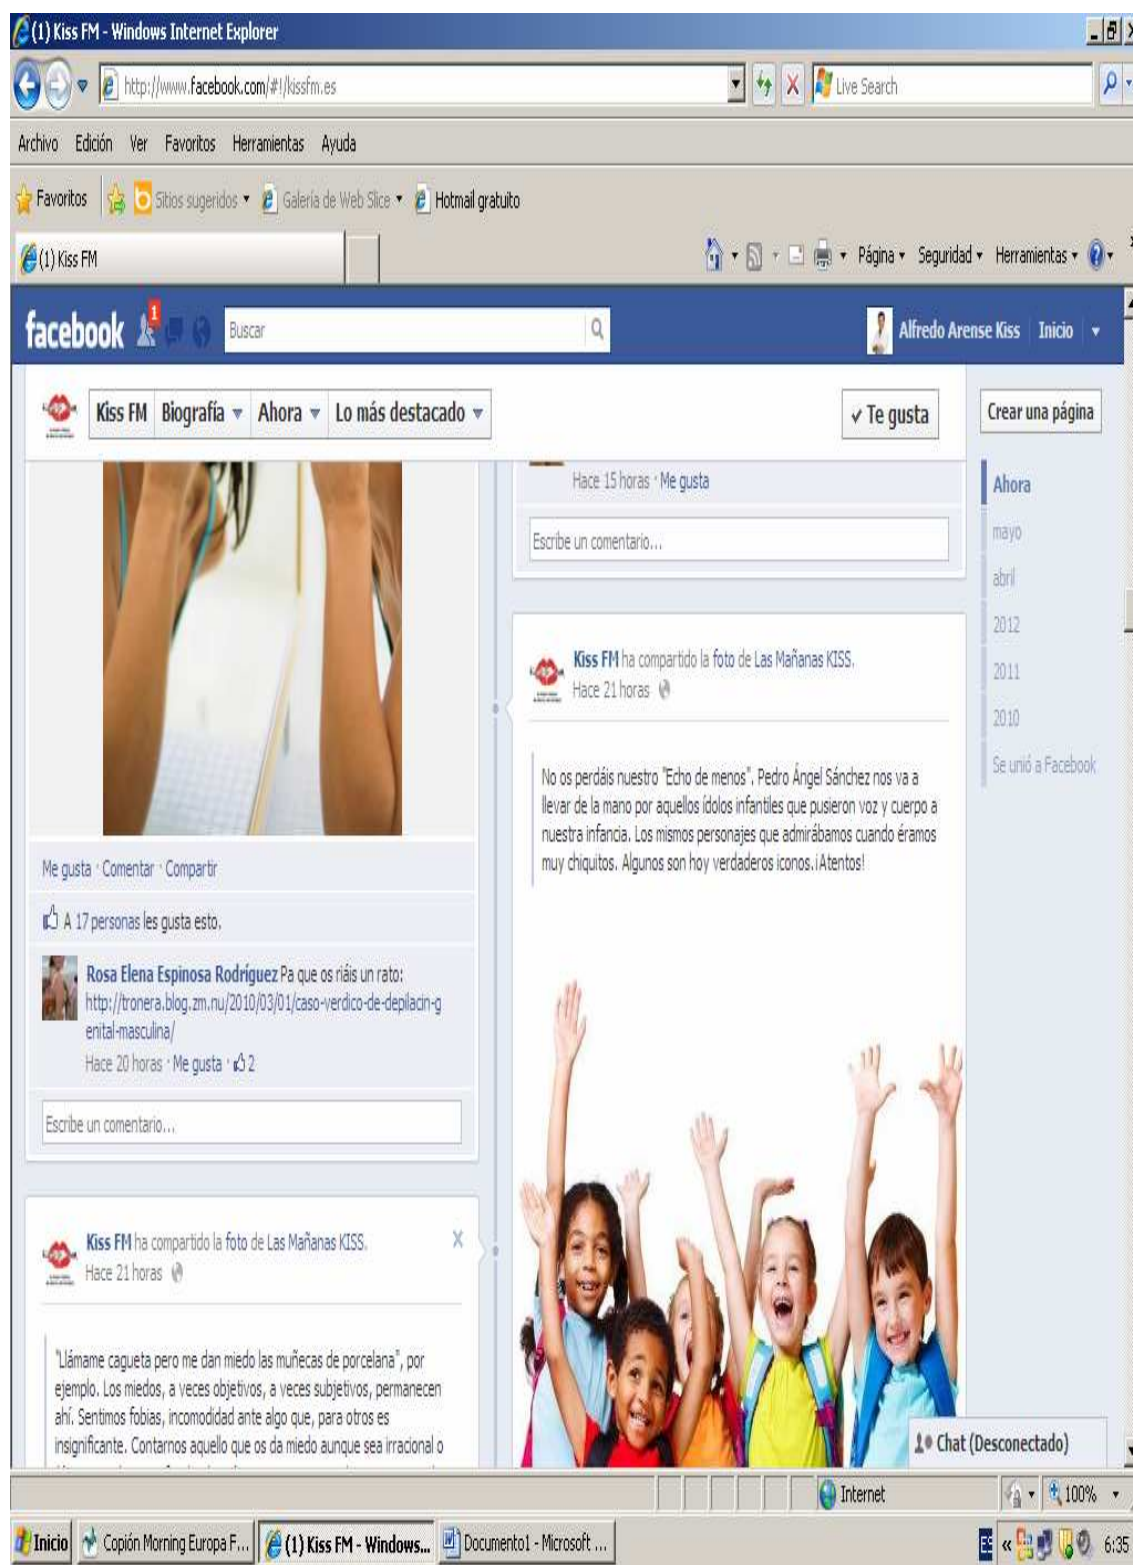 (1) Kiss FM - Windows Internet Explorer
http://www.facebook.com/#!/kissfm.es
Live Search
Archivo Edición Ver Favoritos Herramientas Ayuda
Favoritos Sitios sugeridos Galería de Web Slice Hotmail gratuito
(1) Kiss FM
Página Seguridad Herramientas
facebook 1 Buscar Alfredo Arense Kiss Inicio
Kiss FM Biografía Ahora Lo más destacado Te gusta
Crear una página
Ahora
mayo
abril
2012
2011
2010
Se unió a Facebook
Me gusta · Comentar · Compartir
A 17 personas les gusta esto.
Rosa Elena Espinosa Rodríguez Pa que os riáis un rato:
http://tronera.blog.zm.nu/2010/03/01/caso-verdico-de-depilacin-g
enital-masculina/
Hace 20 horas · Me gusta · 2
Escribe un comentario...
Kiss FM ha compartido la foto de Las Mañanas KISS.
Hace 21 horas
"Llámame cagueta pero me dan miedo las muñecas de porcelana", por
ejemplo. Los miedos, a veces objetivos, a veces subjetivos, permanecen
ahí. Sentimos fobias, incomodidad ante algo que, para otros es
insignificante. Contarnos aquello que os da miedo aunque sea irracional o
Hace 15 horas · Me gusta
Escribe un comentario...
Kiss FM ha compartido la foto de Las Mañanas KISS.
Hace 21 horas
No os perdáis nuestro "Echo de menos". Pedro Ángel Sánchez nos va a
llevar de la mano por aquellos ídolos infantiles que pusieron voz y cuerpo a
nuestra infancia. Los mismos personajes que admirábamos cuando éramos
muy chiquitos. Algunos son hoy verdaderos iconos.¡Atentos!
Chat (Desconectado)
Internet 100%
Inicio Copión Morning Europa F... (1) Kiss FM - Windows... Documento1 - Microsoft ... ES 6:35